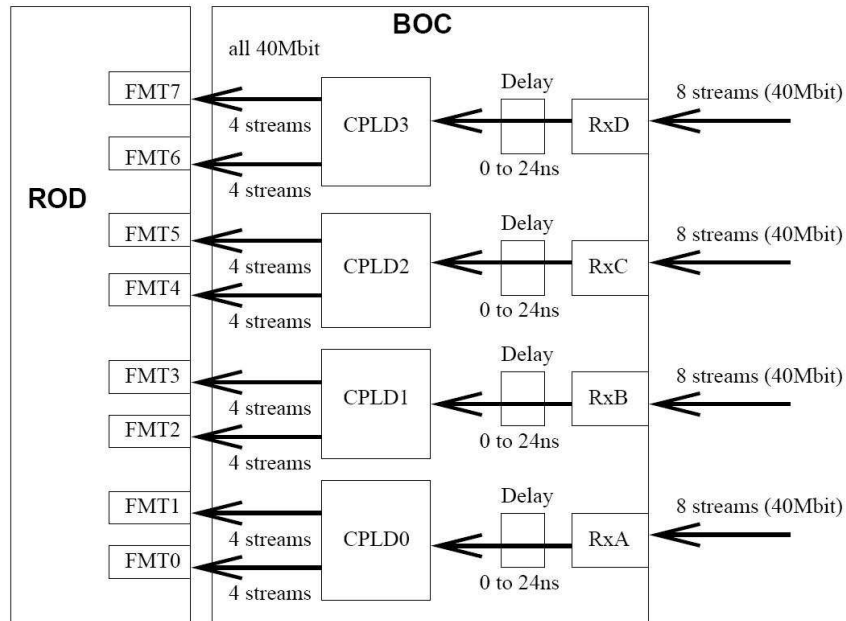 BOC
all 40Mbit
ROD
FMT7
4 streams
FMT6
4 streams
CPLD3
Delay
0 to 24ns
RxD
8 streams (40Mbit)
FMT5
4 streams
FMT4
4 streams
CPLD2
Delay
0 to 24ns
RxC
8 streams (40Mbit)
FMT3
4 streams
FMT2
4 streams
CPLD1
Delay
0 to 24ns
RxB
8 streams (40Mbit)
FMT1
4 streams
FMT0
4 streams
CPLD0
Delay
0 to 24ns
RxA
8 streams (40Mbit)